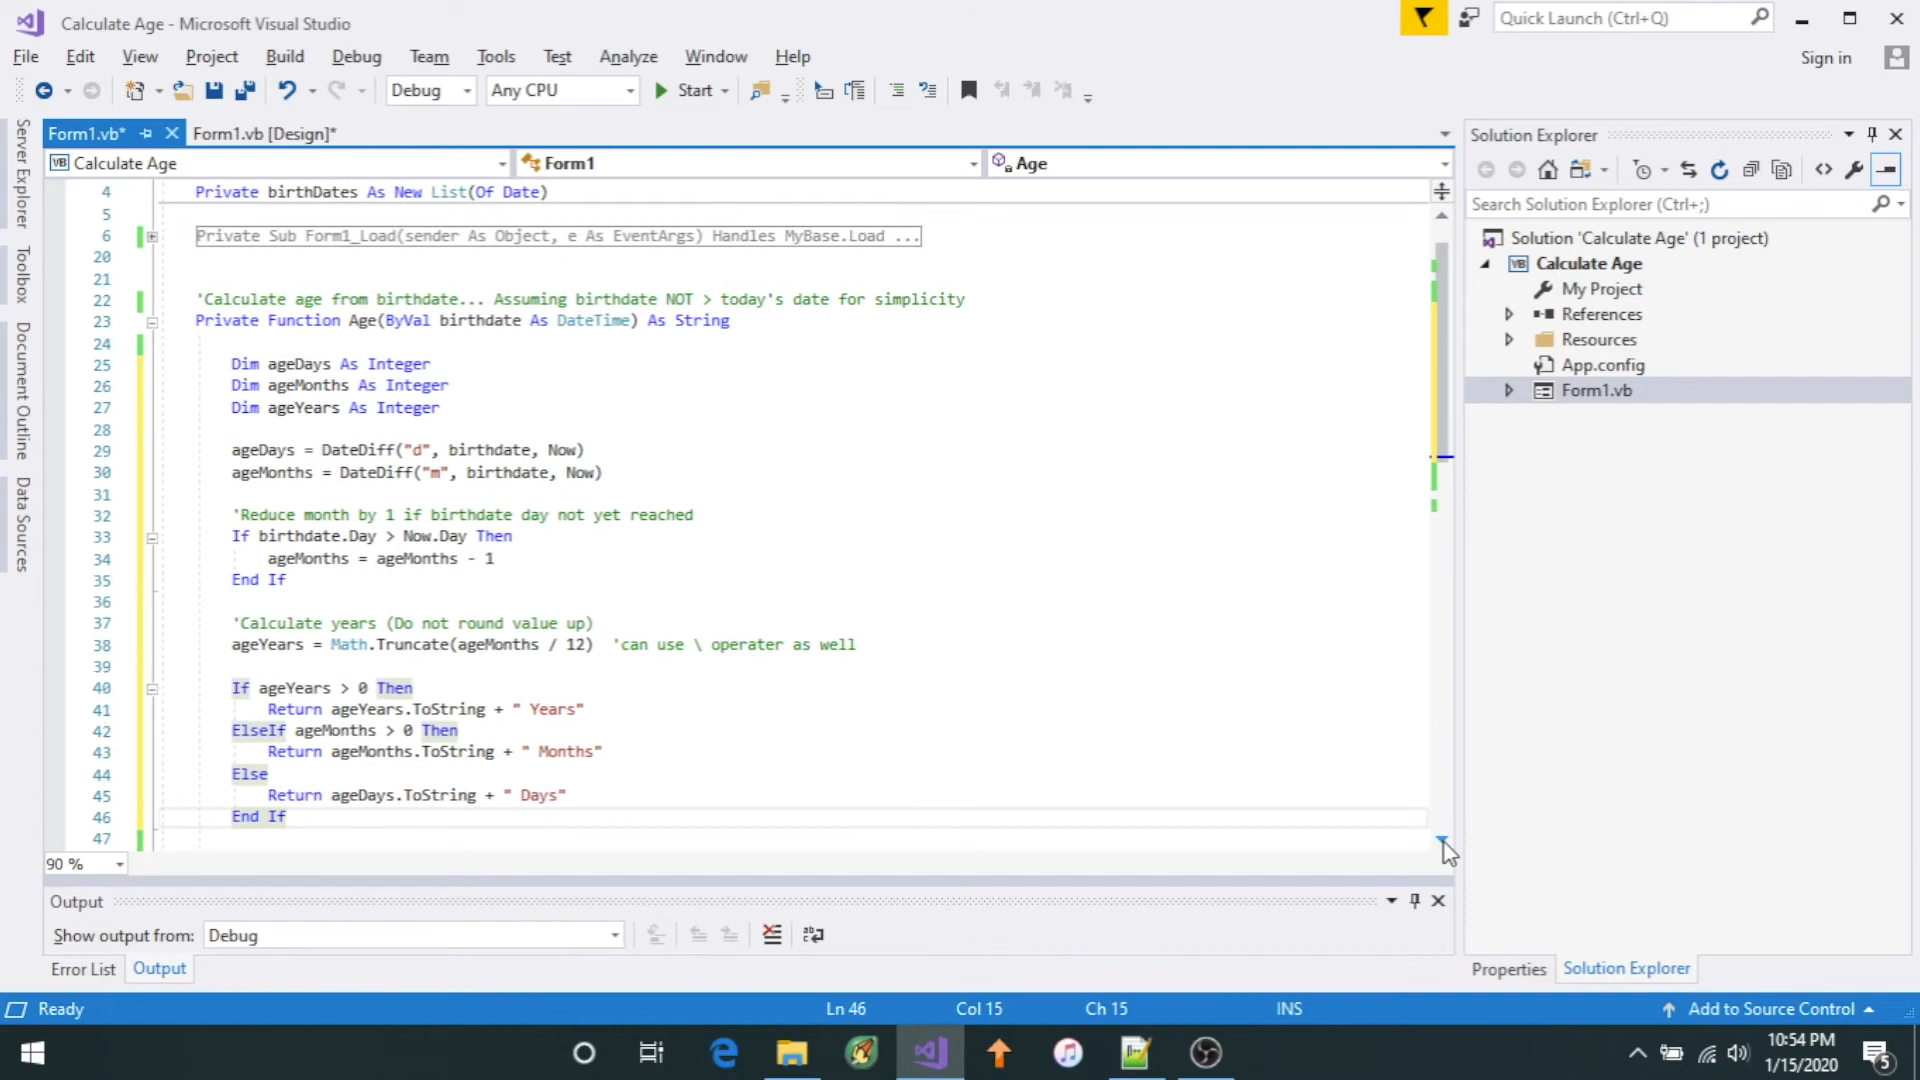 Calculate Age - Microsoft Visual Studio
Quick Launch (Ctrl+Q)
File Edit View Project Build Debug Team Tools Test Analyze Window Help
Sign in
Debug Any CPU Start
Server Explorer
Toolbox
Document Outline
Data Sources
Form1.vb* Form1.vb [Design]*
VB Calculate Age Form1 Age
4 Private birthDates As New List(Of Date)
5
6 Private Sub Form1_Load(sender As Object, e As EventArgs) Handles MyBase.Load ...
20
21
22 'Calculate age from birthdate... Assuming birthdate NOT > today's date for simplicity
23 Private Function Age(ByVal birthdate As DateTime) As String
24
25 Dim ageDays As Integer
26 Dim ageMonths As Integer
27 Dim ageYears As Integer
28
29 ageDays = DateDiff("d", birthdate, Now)
30 ageMonths = DateDiff("m", birthdate, Now)
31
32 'Reduce month by 1 if birthdate day not yet reached
33 If birthdate.Day > Now.Day Then
34 ageMonths = ageMonths - 1
35 End If
36
37 'Calculate years (Do not round value up)
38 ageYears = Math.Truncate(ageMonths / 12) 'can use \ operater as well
39
40 If ageYears > 0 Then
41 Return ageYears.ToString + " Years"
42 ElseIf ageMonths > 0 Then
43 Return ageMonths.ToString + " Months"
44 Else
45 Return ageDays.ToString + " Days"
46 End If
47
90 %
Output
Show output from: Debug
Error List Output
Solution Explorer
Search Solution Explorer (Ctrl+;)
Solution 'Calculate Age' (1 project)
VB Calculate Age
My Project
References
Resources
App.config
Form1.vb
Properties Solution Explorer
Ready Ln 46 Col 15 Ch 15 INS Add to Source Control
10:54 PM
1/15/2020
5